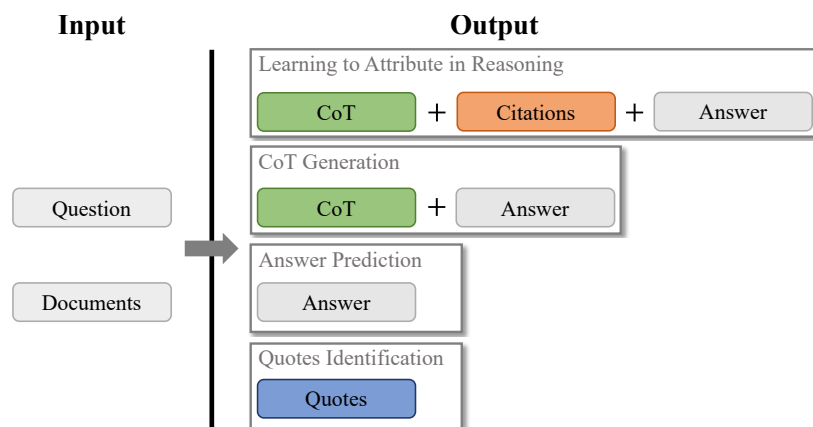 Input
Output
Learning to Attribute in Reasoning
CoT + Citations + Answer
CoT Generation
CoT + Answer
Question
Answer Prediction
Answer
Documents
Quotes Identification
Quotes